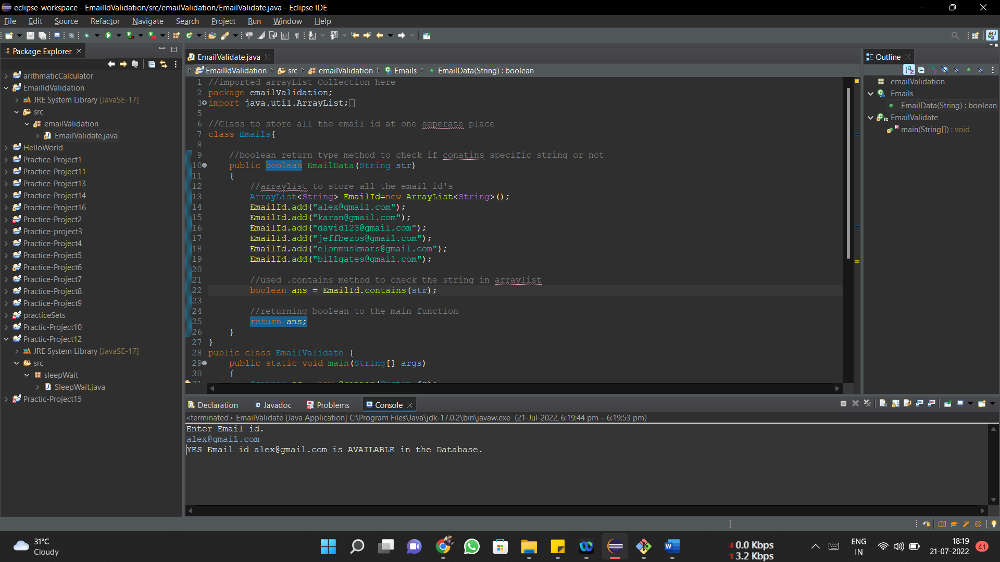 eclipse-workspace - EmailIdValidation/src/emailValidation/EmailValidate.java - Eclipse IDE
File Edit Source Refactor Navigate Search Project Run Window Help
Package Explorer
arithmaticCalculator
EmailIdValidation
JRE System Library [JavaSE-17]
src
emailValidation
EmailValidate.java
HelloWorld
Practice-Project1
Practice-Project11
Practice-Project13
Practice-Project14
Practice-Project16
Practice-Project2
Practice-project3
Practice-Project4
Practice-Project5
Practice-Project6
Practice-Project7
Practice-Project8
Practice-Project9
practiceSets
Practic-Project10
Practic-Project12
JRE System Library [JavaSE-17]
src
sleepWait
SleepWait.java
Practic-Project15
EmailValidate.java
EmailIdValidation src emailValidation Emails EmailData(String) : boolean
1 //imported arrayList Collection here
2 package emailValidation;
3 import java.util.ArrayList;
5
6 //Class to store all the email id at one seperate place
7 class Emails{
8
9 //boolean return type method to check if conatins specific string or not
10 public boolean EmailData(String str)
11 {
12 //arraylist to store all the email id's
13 ArrayList<String> EmailId=new ArrayList<String>();
14 EmailId.add("alex@gmail.com");
15 EmailId.add("karan@gmail.com");
16 EmailId.add("david123@gmail.com");
17 EmailId.add("jeffbezos@gmail.com");
18 EmailId.add("elonmuskmars@gmail.com");
19 EmailId.add("billgates@gmail.com");
20
21 //used .contains method to check the string in arraylist
22 boolean ans = EmailId.contains(str);
23
24 //returning boolean to the main function
25 return ans;
26 }
27 }
28 public class EmailValidate {
29 public static void main(String[] args)
30 {
Outline
emailValidation
Emails
EmailData(String) : boolean
EmailValidate
main(String[]) : void
Declaration Javadoc Problems Console
<terminated> EmailValidate [Java Application] C:\Program Files\Java\jdk-17.0.2\bin\javaw.exe (21-Jul-2022, 6:19:44 pm – 6:19:53 pm)
Enter Email id.
alex@gmail.com
YES Email id alex@gmail.com is AVAILABLE in the Database.
31°C
Cloudy
0.0 Kbps
3.2 Kbps
ENG
IN
18:19
21-07-2022
41